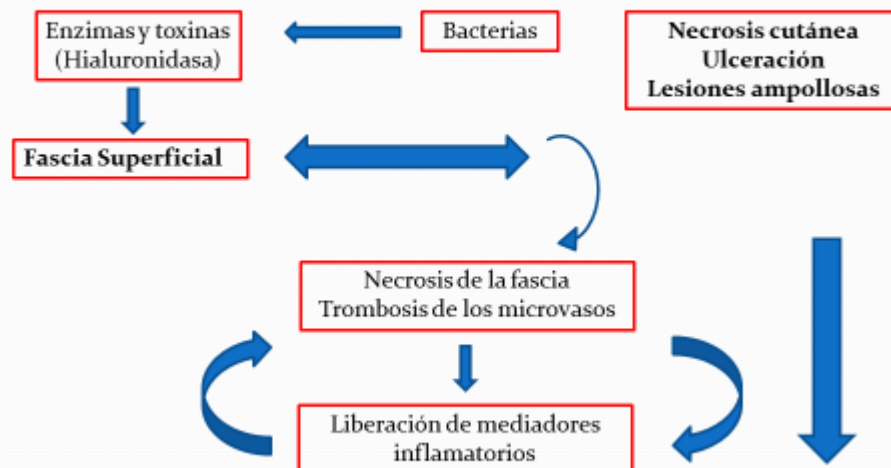 Enzimas y toxinas
(Hialuronidasa)
Bacterias
Necrosis cutánea
Ulceración
Lesiones ampollosas
Fascia Superficial
Necrosis de la fascia
Trombosis de los microvasos
Liberación de mediadores
inflamatorios